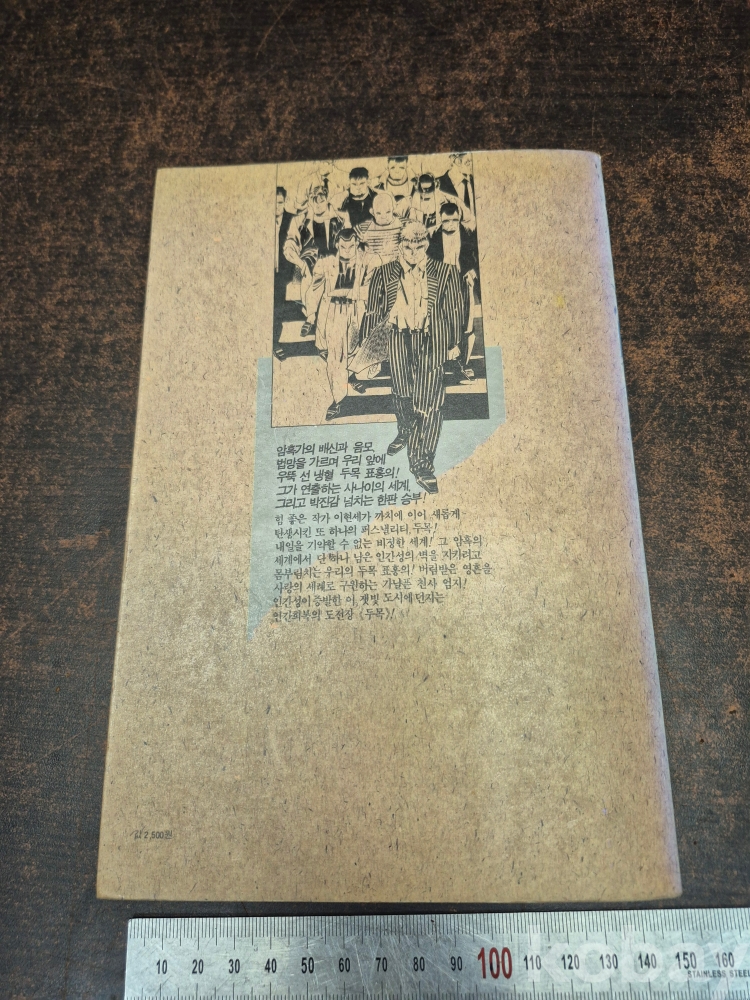 암흑가의 배신과 음모,
법망을 가르며 우리 앞에
우뚝 선 냉혈 두목 표홍의!
그가 연출하는 사나이의 세계,
그리고 박진감 넘치는 한판 승부!
힘 좋은 작가 이현세가 까치에 이어 새롭게
탄생시킨 또 하나의 퍼스낼리티, 두목!
내일을 기약할 수 없는 비정한 세계! 그 암흑의
세계에서 단 하나 남은 인간성의 벽을 지키려고
몸부림치는 우리의 두목 표홍의! 버림받은 영혼을
사랑의 세례로 구원하는 가냘픈 천사 엄지!
인간성이 증발한 이 잿빛 도시에 던지는
인간회복의 도전장 《두목》!
값 2,500원
10 20 30 40 50 60 70 80 90 100 110 120 130 140 150 160
STAINLESS STEEL